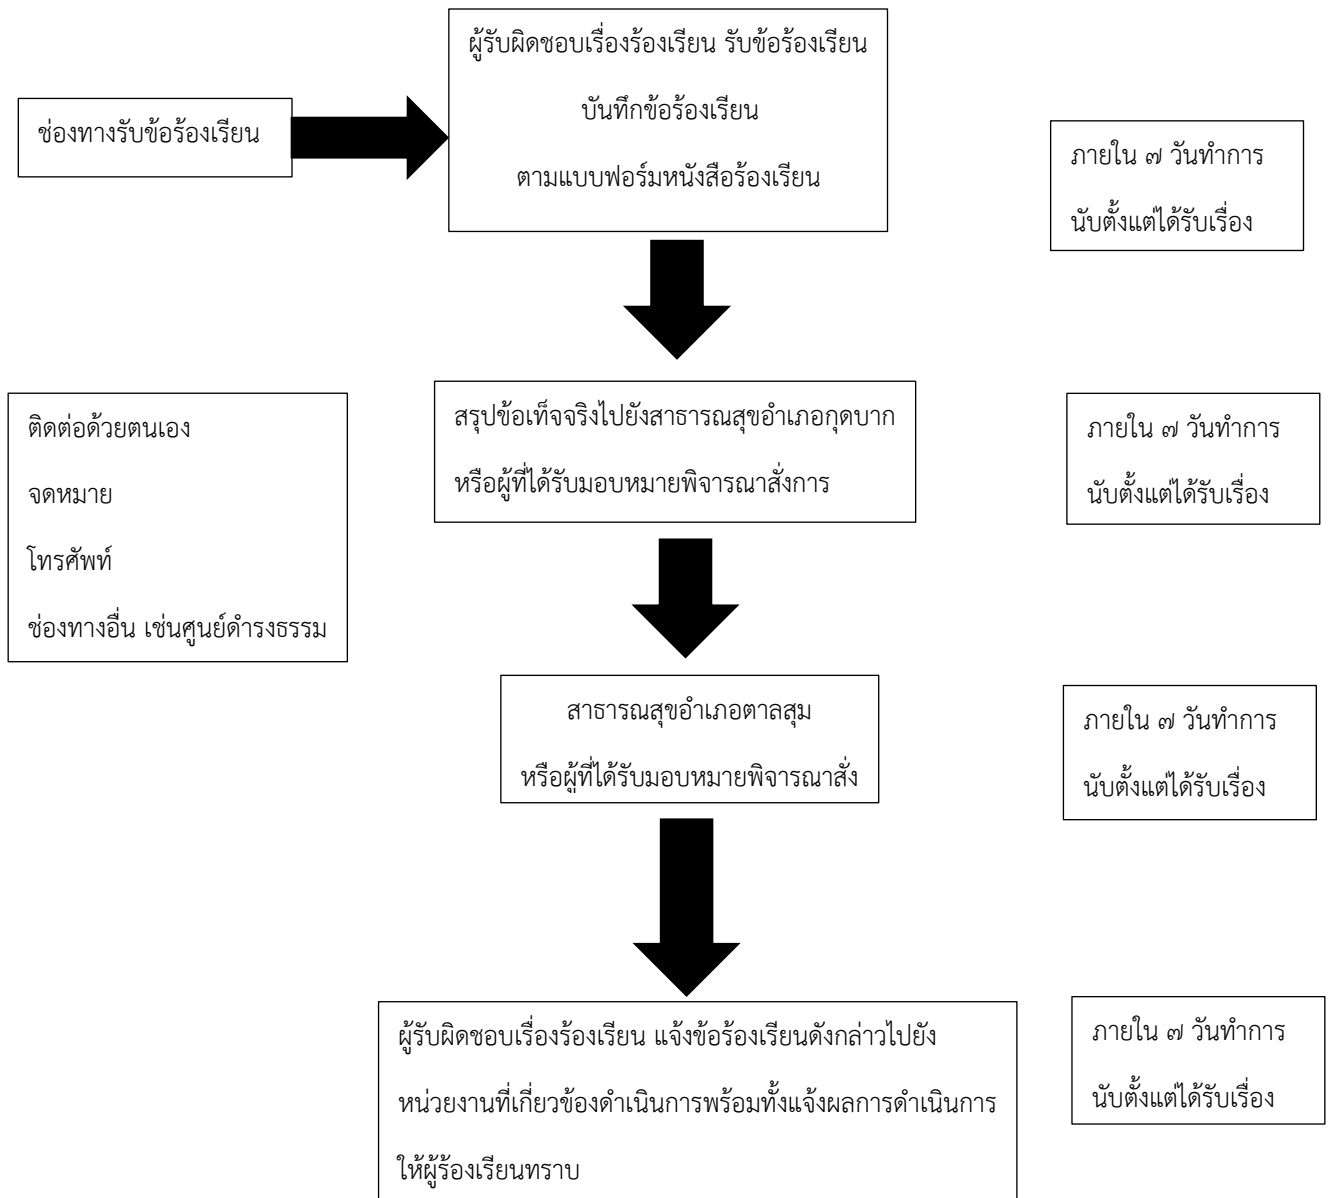 ผู้รับผิดชอบเรื่องร้องเรียน รับข้อร้องเรียน
บันทึกข้อร้องเรียน
ตามแบบฟอร์มหนังสือร้องเรียน
ช่องทางรับข้อร้องเรียน
ภายใน ๗ วันทำการ
นับตั้งแต่ได้รับเรื่อง
ติดต่อด้วยตนเอง
จดหมาย
โทรศัพท์
ช่องทางอื่น เช่นศูนย์ดำรงธรรม
สรุปข้อเท็จจริงไปยังสาธารณสุขอำเภอกุดบาก
หรือผู้ที่ได้รับมอบหมายพิจารณาสั่งการ
ภายใน ๗ วันทำการ
นับตั้งแต่ได้รับเรื่อง
สาธารณสุขอำเภอตาลสุม
หรือผู้ที่ได้รับมอบหมายพิจารณาสั่ง
ภายใน ๗ วันทำการ
นับตั้งแต่ได้รับเรื่อง
ผู้รับผิดชอบเรื่องร้องเรียน แจ้งข้อร้องเรียนดังกล่าวไปยัง
หน่วยงานที่เกี่ยวข้องดำเนินการพร้อมทั้งแจ้งผลการดำเนินการ
ให้ผู้ร้องเรียนทราบ
ภายใน ๗ วันทำการ
นับตั้งแต่ได้รับเรื่อง